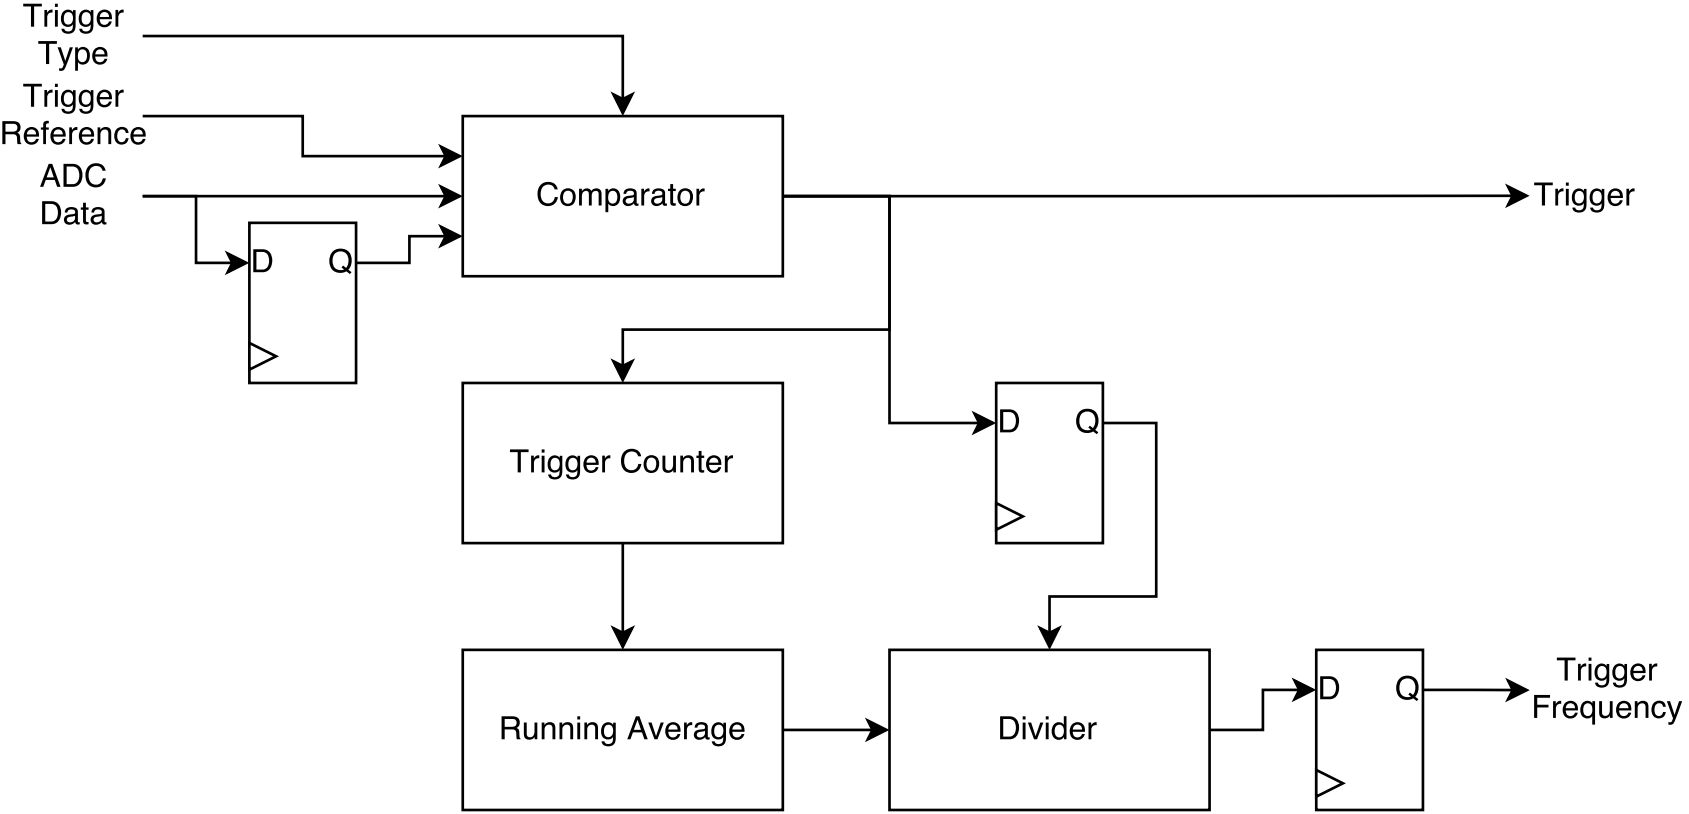 Trigger
Type
Trigger
Reference
ADC
Data
D Q
Comparator
Trigger
Trigger Counter
D Q
Running Average
Divider
D Q
Trigger
Frequency